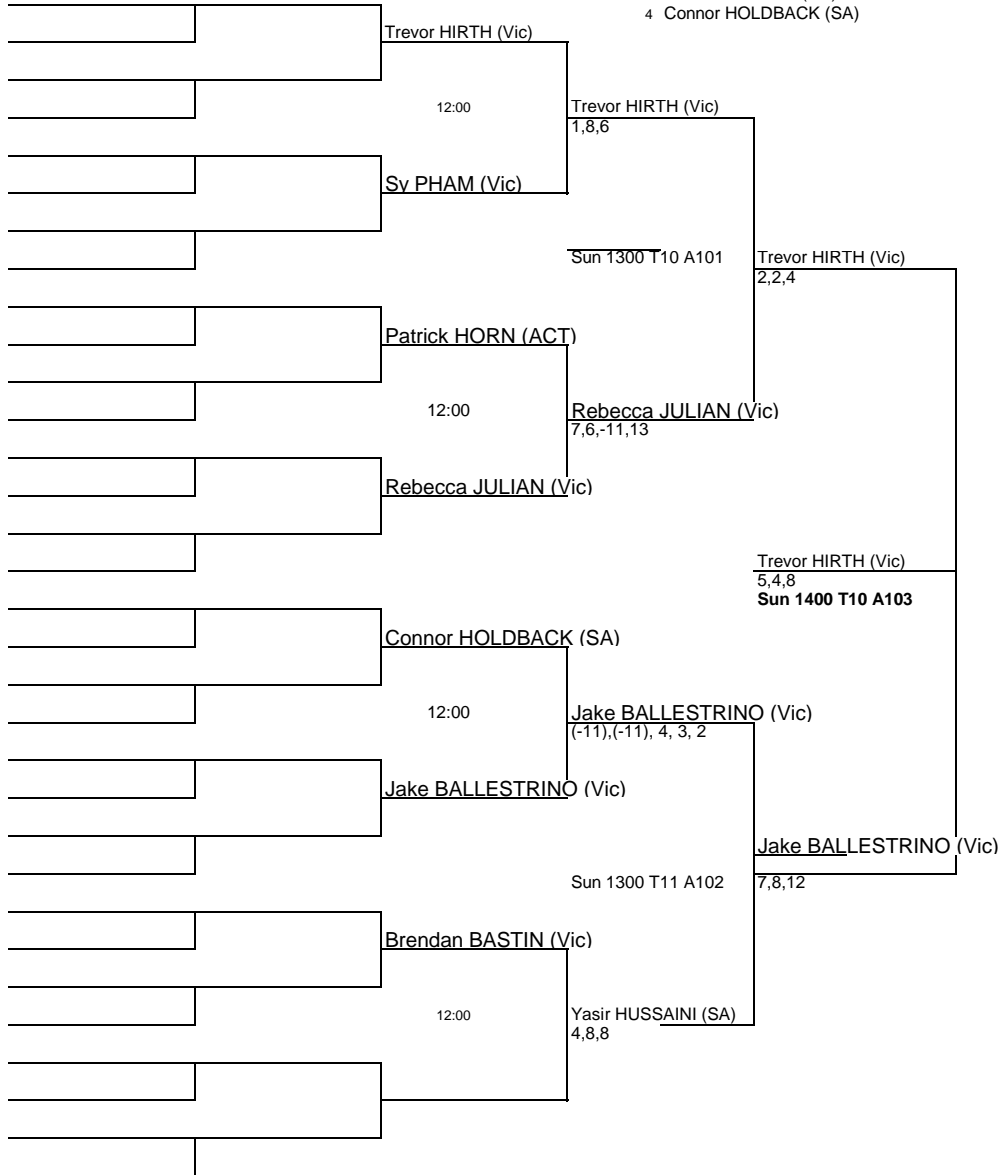 4 Connor HOLDBACK (SA)
Trevor HIRTH (Vic)
12:00
Trevor HIRTH (Vic)
1,8,6
Sy PHAM (Vic)
Sun 1300 T10 A101
Trevor HIRTH (Vic)
2,2,4
Patrick HORN (ACT)
12:00
Rebecca JULIAN (Vic)
7,6,-11,13
Rebecca JULIAN (Vic)
Trevor HIRTH (Vic)
5,4,8
Sun 1400 T10 A103
Connor HOLDBACK (SA)
12:00
Jake BALLESTRINO (Vic)
(-11),(-11), 4, 3, 2
Jake BALLESTRINO (Vic)
Jake BALLESTRINO (Vic)
Sun 1300 T11 A102
7,8,12
Brendan BASTIN (Vic)
12:00
Yasir HUSSAINI (SA)
4,8,8